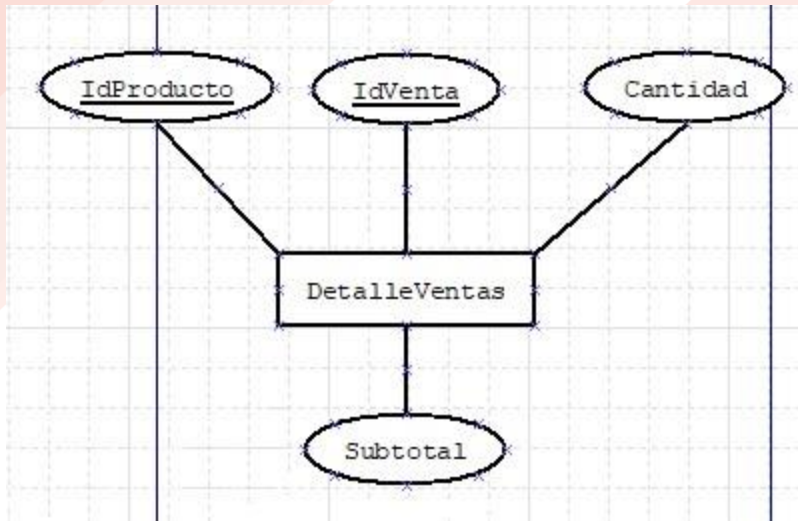 IdProducto
IdVenta
Cantidad
DetalleVentas
Subtotal